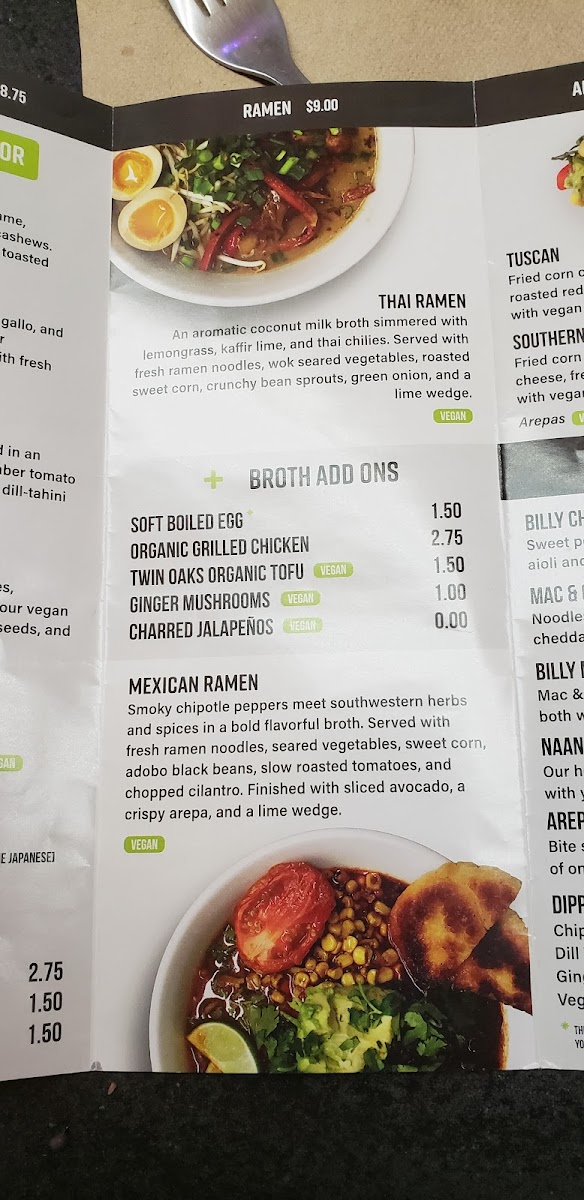 8.75
OR
ame,
cashews.
toasted
gallo, and
r
ith fresh
d in an
mber tomato
dill-tahini
es,
our vegan
seeds, and
GAN
E JAPANESE]
2.75
1.50
1.50
RAMEN $9.00
THAI RAMEN
An aromatic coconut milk broth simmered with
lemongrass, kaffir lime, and thai chilies. Served with
fresh ramen noodles, wok seared vegetables, roasted
sweet corn, crunchy bean sprouts, green onion, and a
lime wedge.
VEGAN
+ BROTH ADD ONS
SOFT BOILED EGG * 1.50
ORGANIC GRILLED CHICKEN 2.75
TWIN OAKS ORGANIC TOFU VEGAN 1.50
GINGER MUSHROOMS VEGAN 1.00
CHARRED JALAPEÑOS VEGAN 0.00
MEXICAN RAMEN
Smoky chipotle peppers meet southwestern herbs
and spices in a bold flavorful broth. Served with
fresh ramen noodles, seared vegetables, sweet corn,
adobo black beans, slow roasted tomatoes, and
chopped cilantro. Finished with sliced avocado, a
crispy arepa, and a lime wedge.
VEGAN
TUSCAN
Fried corn
roasted red
with vegan
SOUTHERN
Fried corn
cheese, fre
with vegan
Arepas
BILLY CH
Sweet p
aioli and
MAC &
Noodle
chedda
BILLY
Mac &
both w
NAAN
Our h
with y
AREP
Bite s
of on
DIPP
Chip
Dill
Ging
Veg
* TH
YO